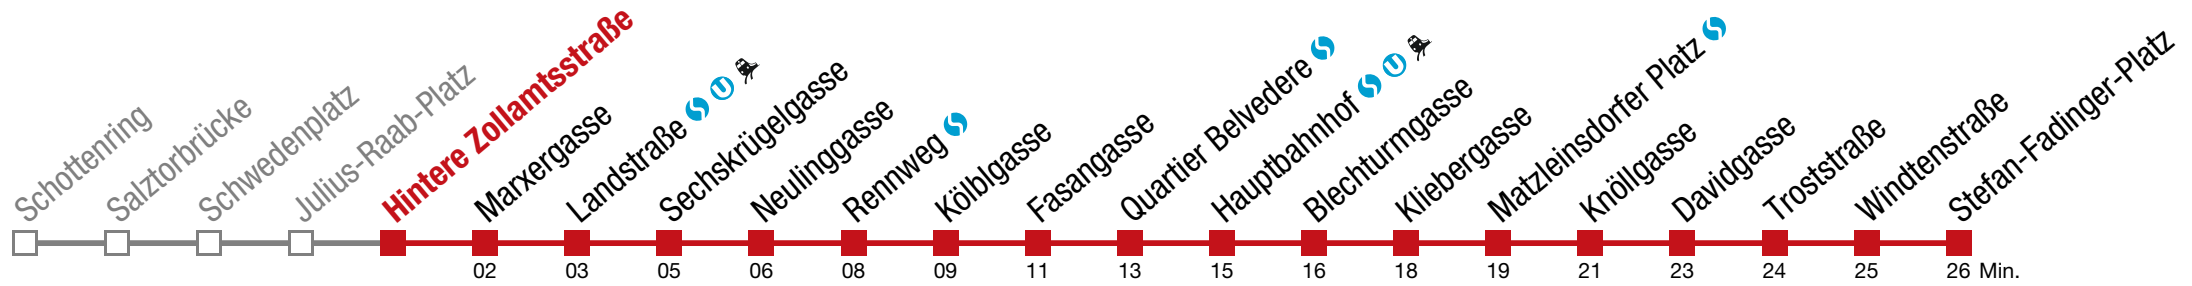 Schottenring
Salztorbrücke
Schwedenplatz
Julius-Raab-Platz
Hintere Zollamtsstraße
Marxergasse
Landstraße S U
Sechskrügelgasse
Neulinggasse
Rennweg S
Kölblgasse
Fasangasse
Quartier Belvedere S
Hauptbahnhof S U
Blechturmgasse
Kliebergasse
Matzleinsdorfer Platz S
Knöllgasse
Davidgasse
Troststraße
Windtenstraße
Stefan-Fadinger-Platz
02 03 05 06 08 09 11 13 15 16 18 19 21 23 24 25 26 Min.